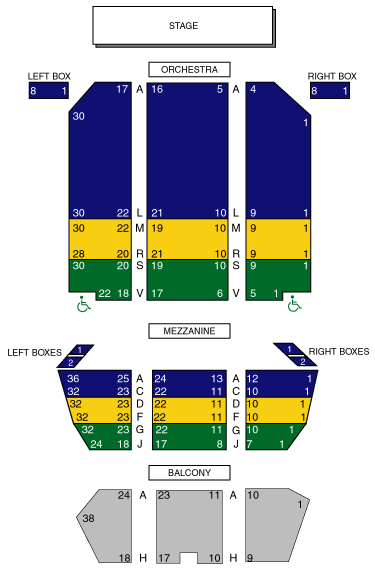 STAGE
ORCHESTRA
LEFT BOX RIGHT BOX
8 1 17 A 16 5 A 4 8 1
30 1
30 22 L 21 10 L 9 1
30 22 M 19 10 M 9 1
28 20 R 21 10 R 9 1
30 20 S 19 10 S 9 1
22 18 V 17 6 V 5 1
MEZZANINE
LEFT BOXES 1 1 RIGHT BOXES
2 2
36 25 A 24 13 A 12 1
32 23 C 22 11 C 10 1
32 23 D 22 11 D 10 1
32 23 F 22 11 F 10 1
32 23 G 22 11 G 10 1
24 18 J 17 8 J 7 1
BALCONY
24 A 23 11 A 10
38 1
18 H 17 10 H 9